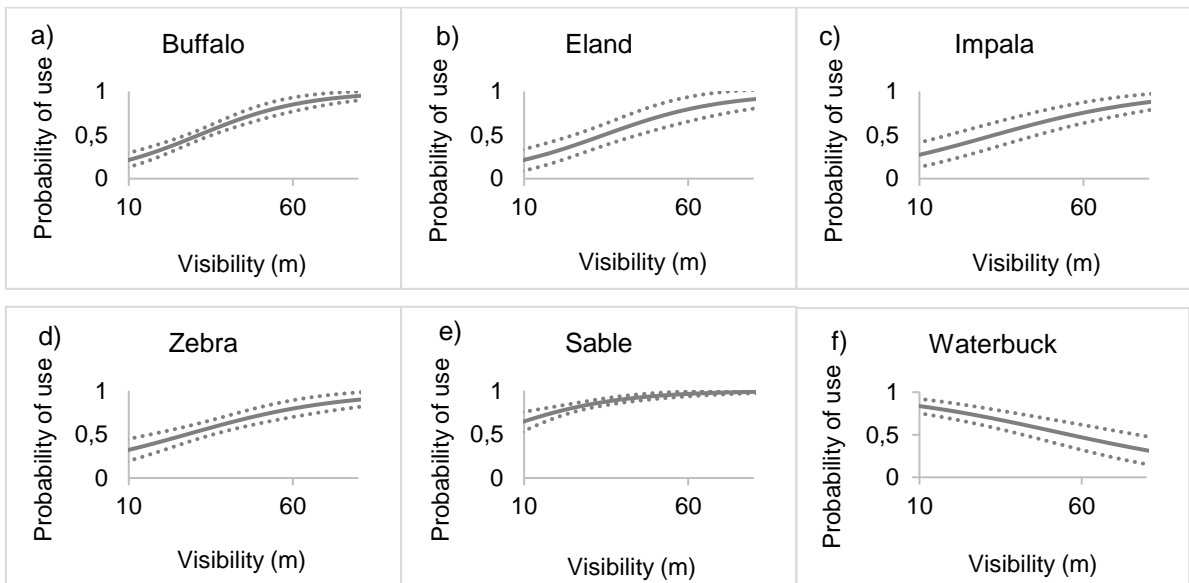 a)
Buffalo
Probability of use
1
0,5
0
10
60
Visibility (m)
b)
Eland
Probability of use
1
0,5
0
10
60
Visibility (m)
c)
Impala
Probability of use
1
0,5
0
10
60
Visibility (m)
d)
Zebra
Probability of use
1
0,5
0
10
60
Visibility (m)
e)
Sable
Probability of use
1
0,5
0
10
60
Visibility (m)
f)
Waterbuck
Probability of use
1
0,5
0
10
60
Visibility (m)